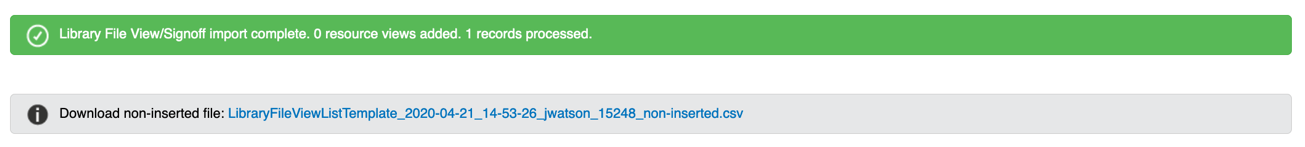 Library File View/Signoff import complete. 0 resource views added. 1 records processed.
Download non-inserted file: LibraryFileViewListTemplate_2020-04-21_14-53-26_jwatson_15248_non-inserted.csv